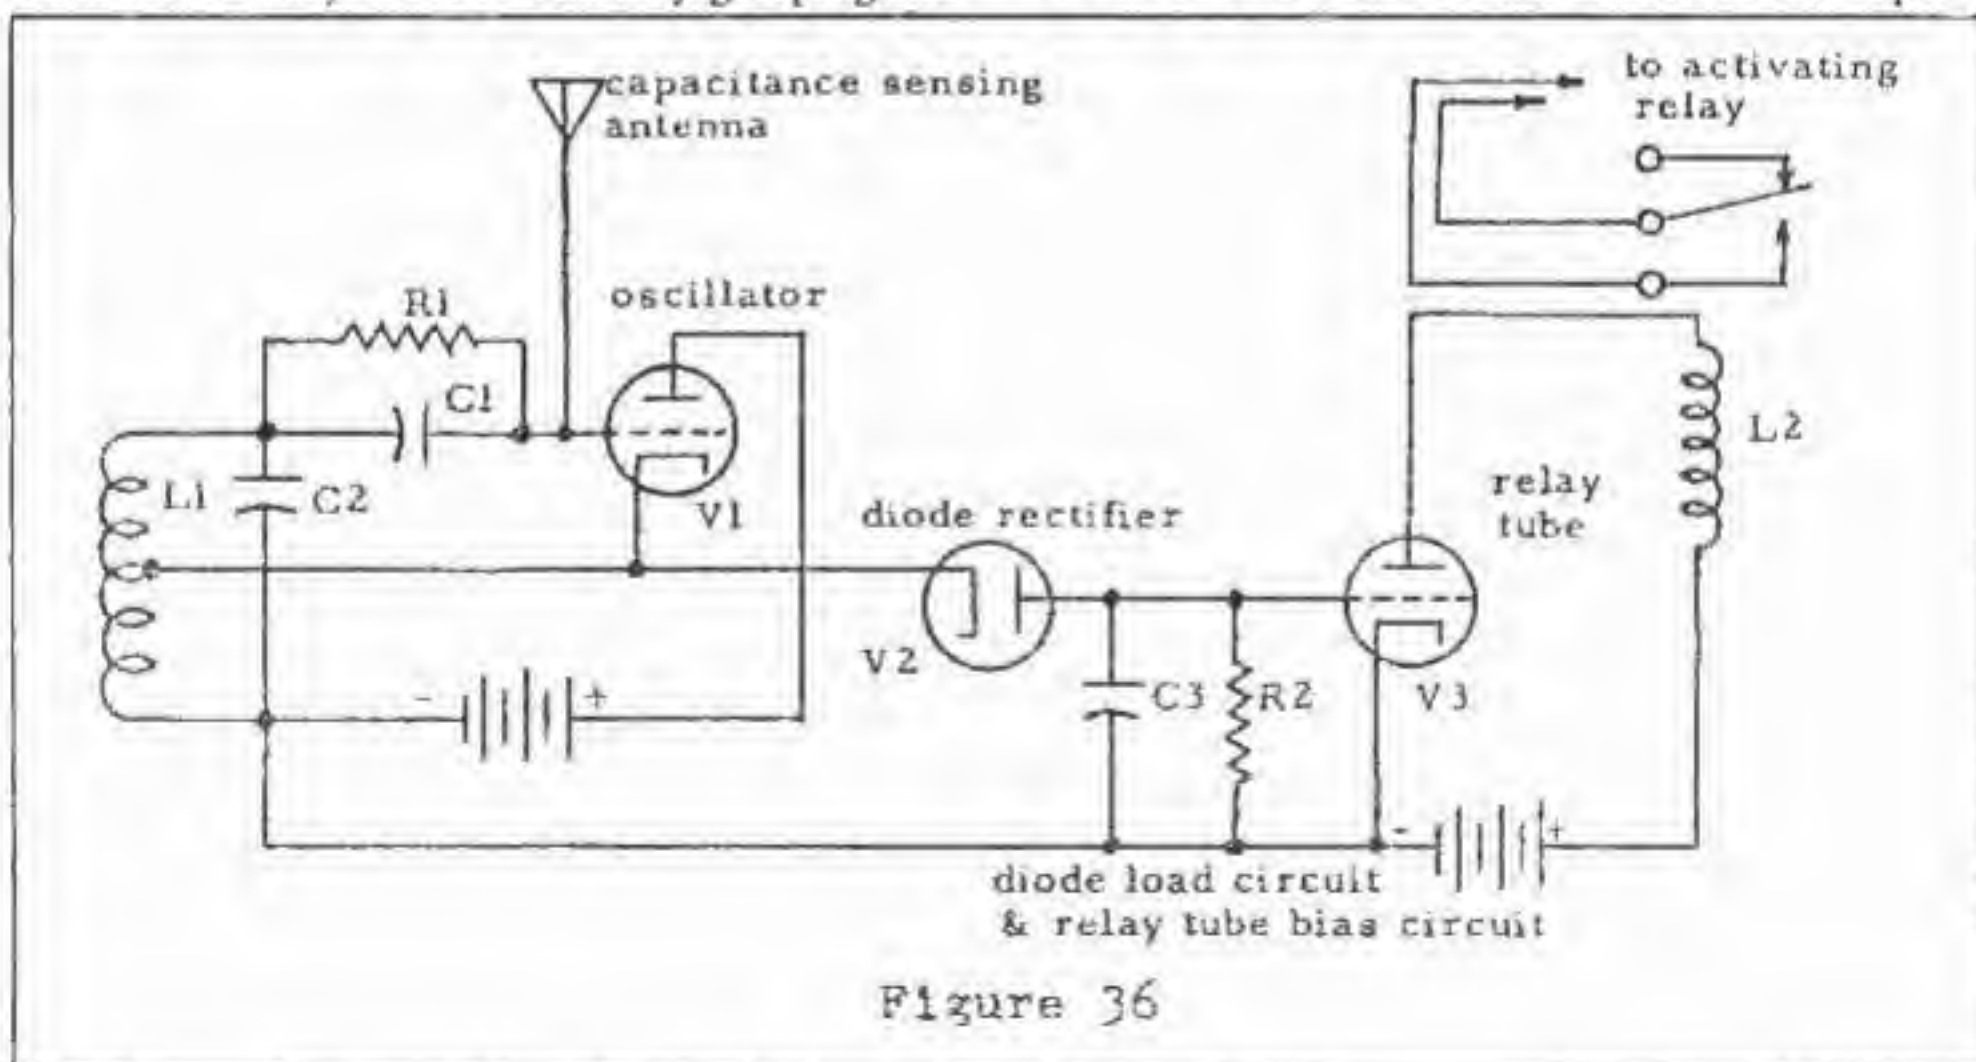 capacitance sensing
antenna
to activating
relay
R1
oscillator
C1
L1
C2
V1
diode rectifier
relay
tube
L2
V2
C3
R2
V3
-
+
-
+
diode load circuit
& relay tube bias circuit
Figure 36